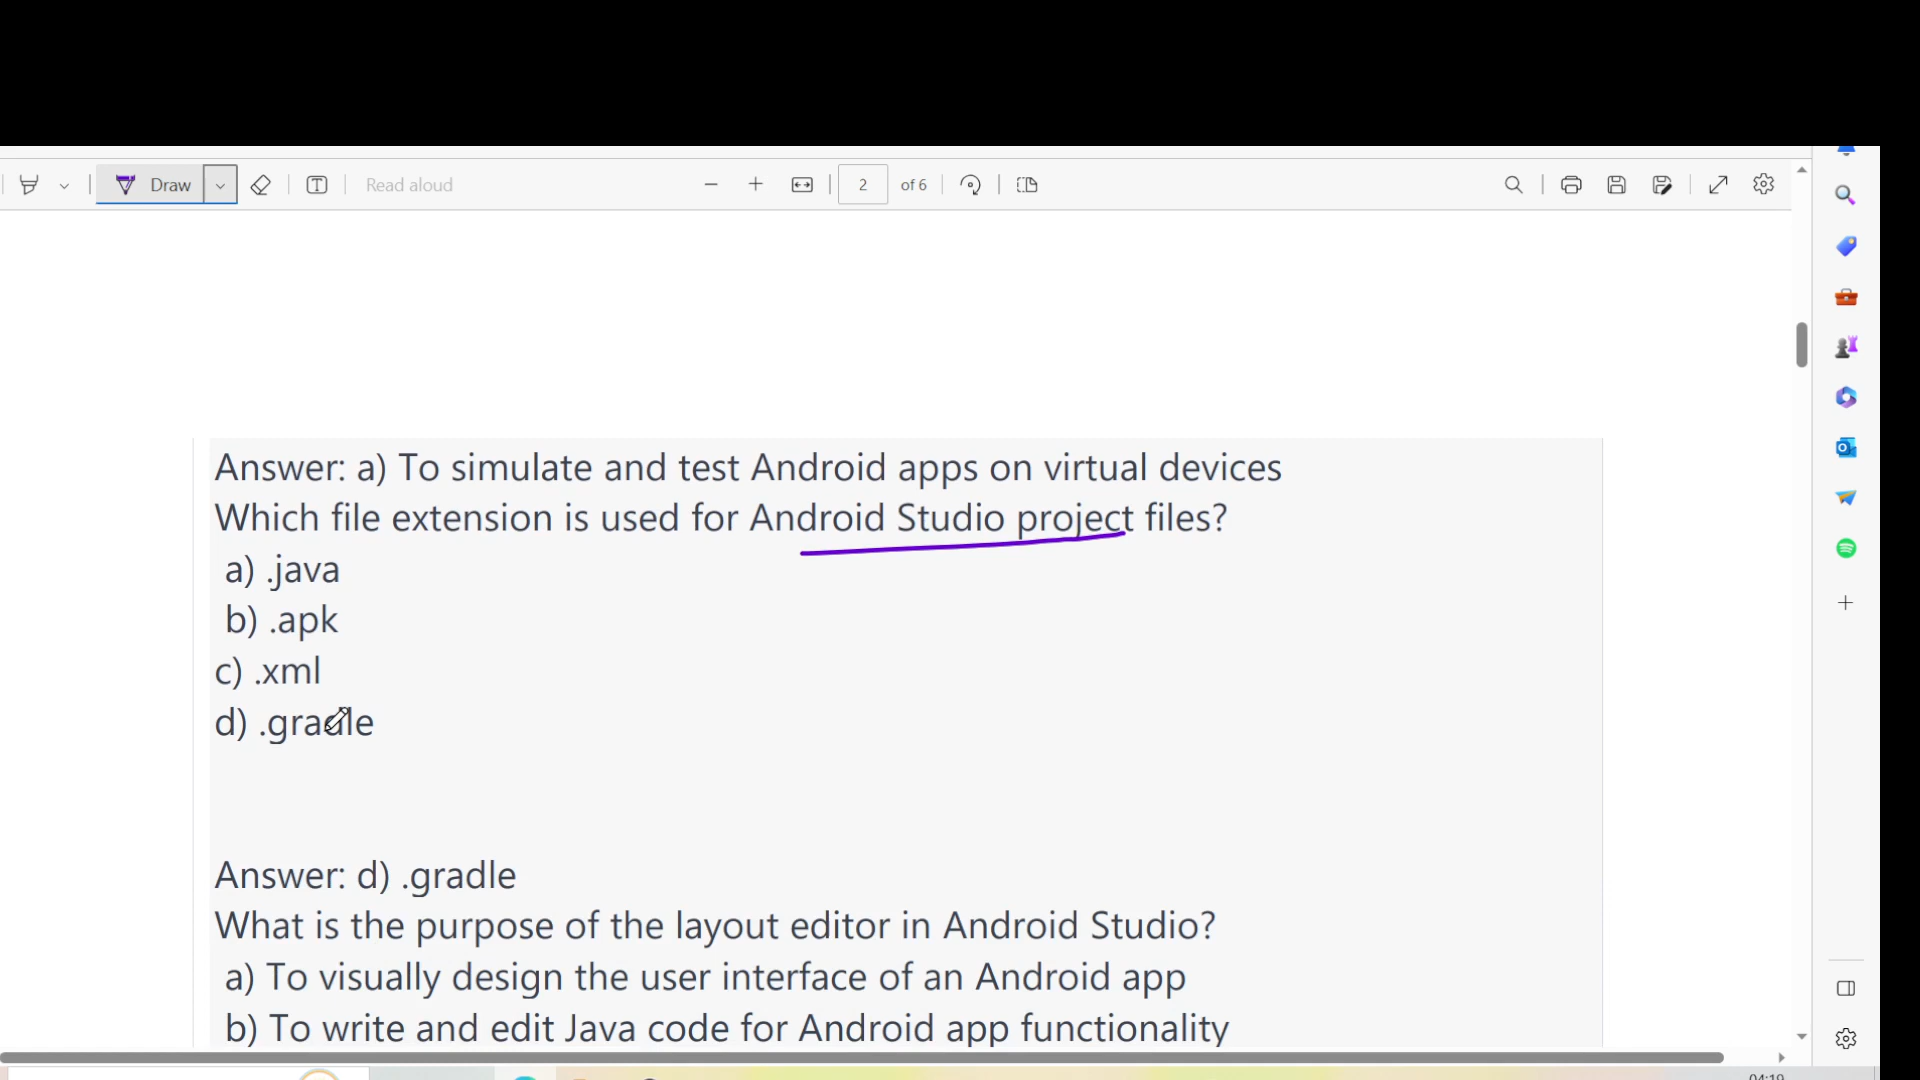 Draw
Read aloud
2
of 6
Answer: a) To simulate and test Android apps on virtual devices
Which file extension is used for Android Studio project files?
a) .java
b) .apk
c) .xml
d) .gradle
Answer: d) .gradle
What is the purpose of the layout editor in Android Studio?
a) To visually design the user interface of an Android app
b) To write and edit Java code for Android app functionality